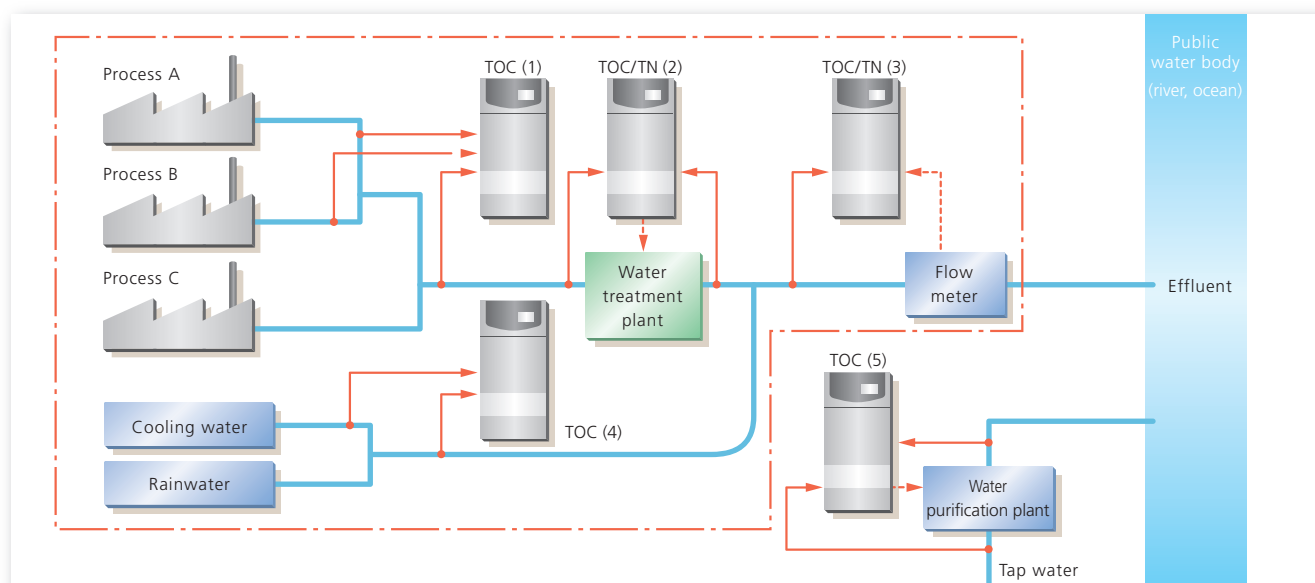 Process A
TOC (1)
TOC/TN (2)
TOC/TN (3)
Public
water body
(river, ocean)
Process B
Process C
Water
treatment
plant
Flow
meter
Effluent
TOC (5)
Cooling water
TOC (4)
Rainwater
Water
purification plant
Tap water